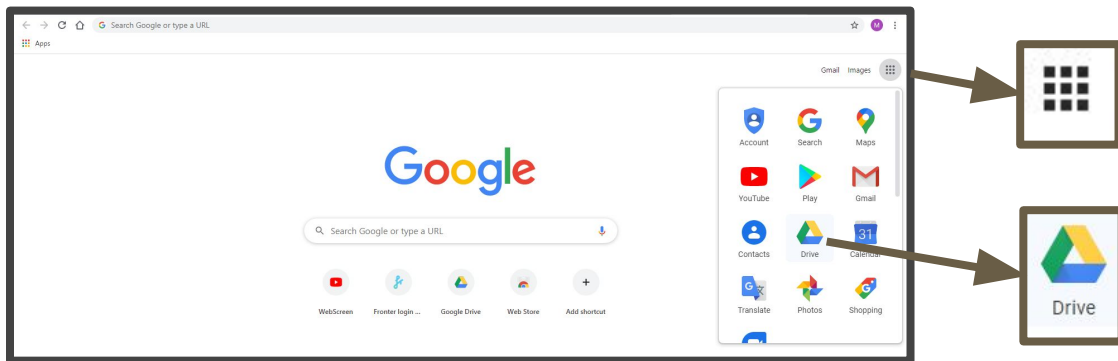 Search Google or type a URL
M
Apps
Gmail Images
Account Search Maps
Google
YouTube Play Gmail
Search Google or type a URL
31
Contacts Drive Calendar
WebScreen Fronter login ... Google Drive Web Store Add shortcut
Translate Photos Shopping
Drive